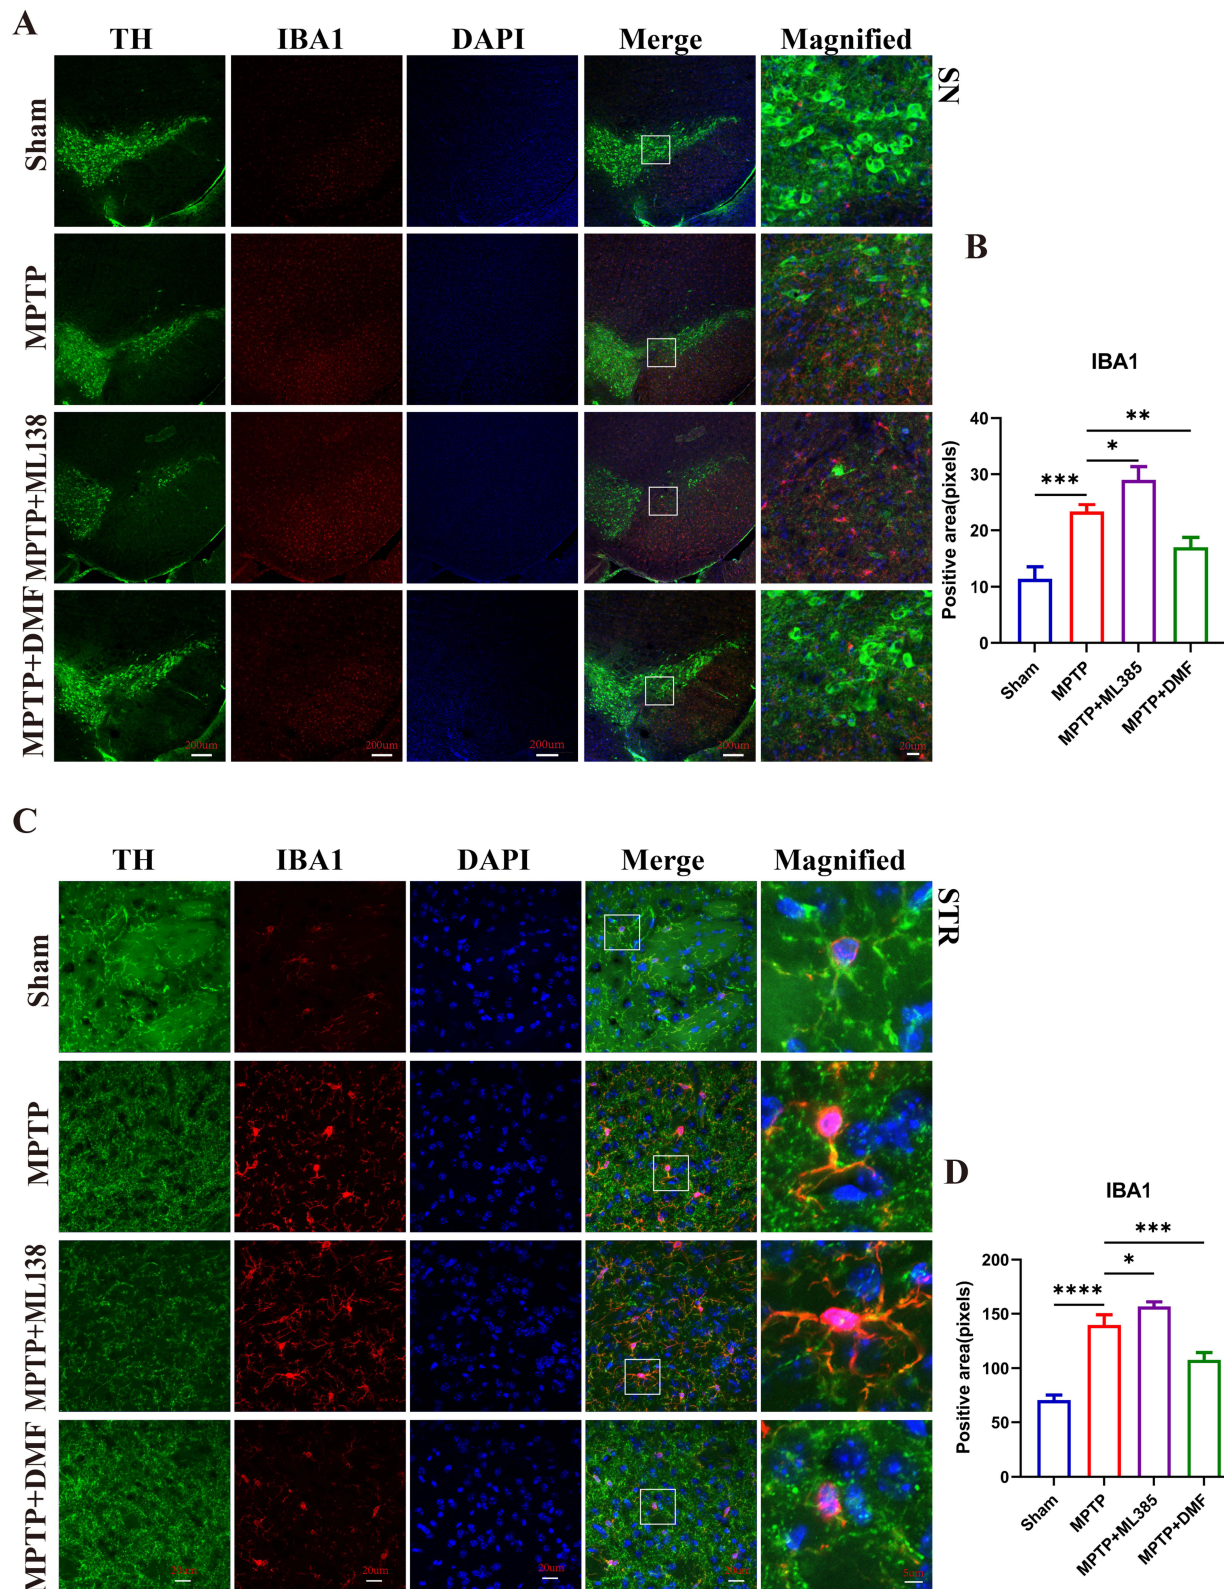 A
TH IBA1 DAPI Merge Magnified
SN
Sham
MPTP
MPTP+ML138
MPTP+DMF
200um 200um 200um 200um 20um
B
IBA1
Positive area(pixels)
40
30
20
10
0
*** * **
Sham MPTP MPTP+ML385 MPTP+DMF
C
TH IBA1 DAPI Merge Magnified
STR
Sham
MPTP
MPTP+ML138
MPTP+DMF
20um 20um
D
IBA1
Positive area(pixels)
200
150
100
50
0
**** * ***
Sham MPTP MPTP+ML385 MPTP+DMF